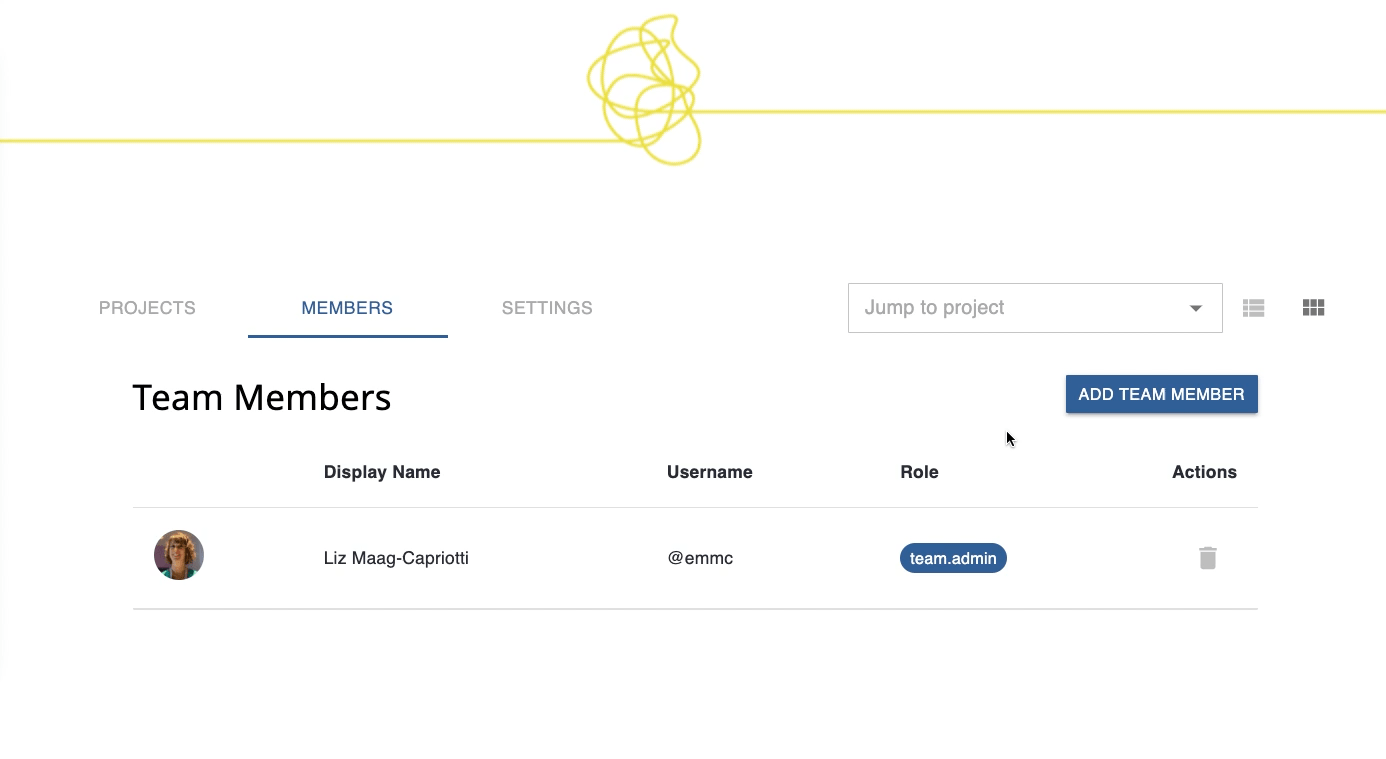 PROJECTS MEMBERS SETTINGS Jump to project
Team Members ADD TEAM MEMBER
Display Name Username Role Actions
Liz Maag-Capriotti @emmc team.admin